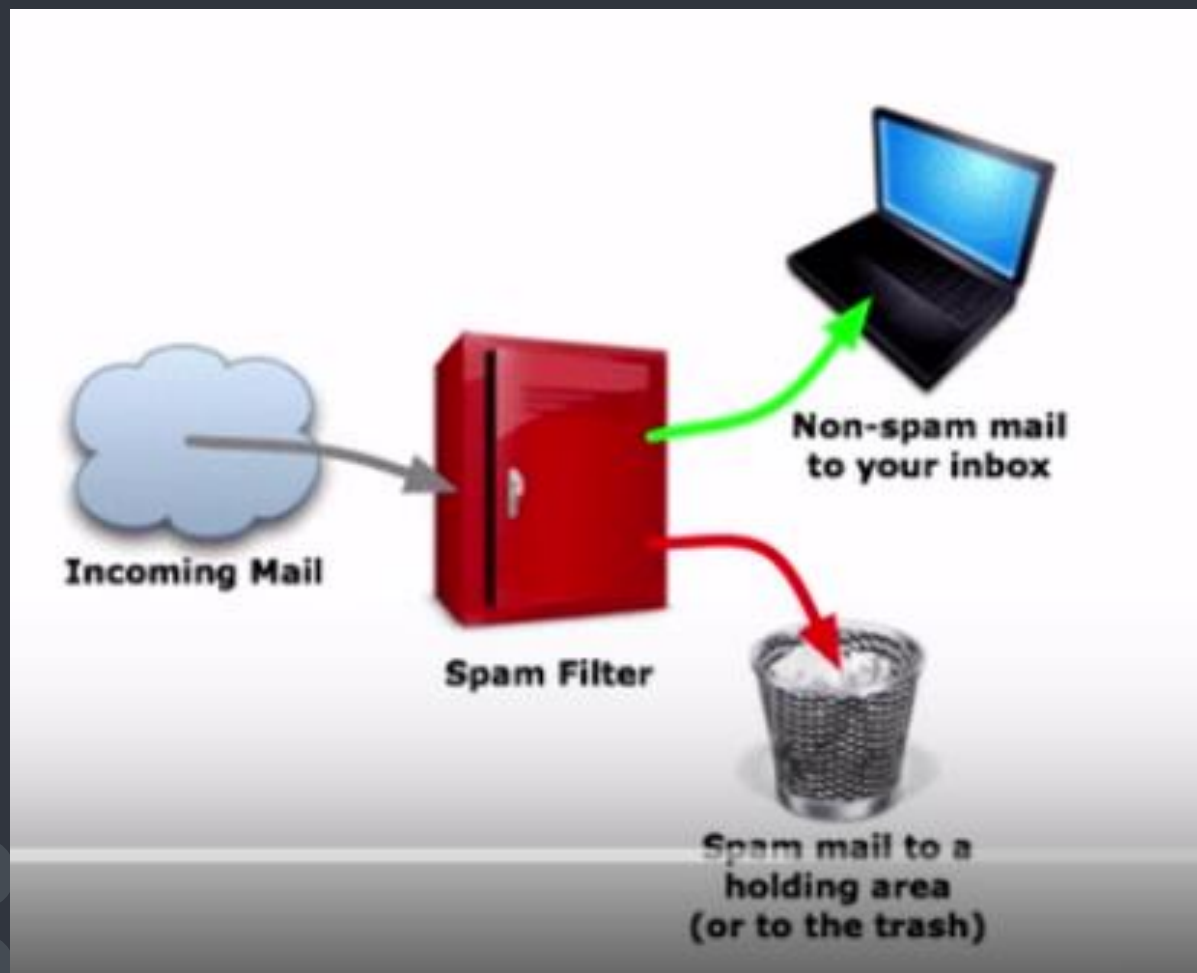 Incoming Mail
Spam Filter
Non-spam mail
to your inbox
Spam mail to a
holding area
(or to the trash)